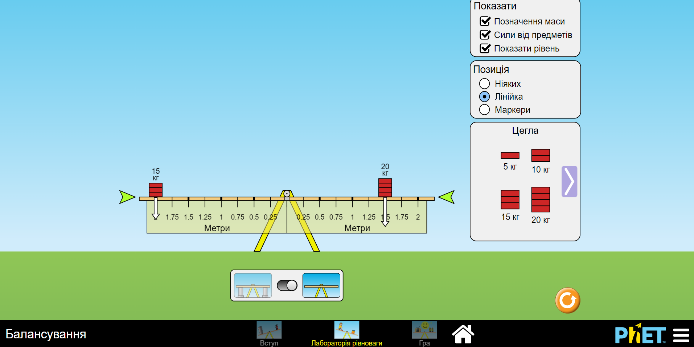 Показати
Позначення маси
Сили від предметів
Показати рівень
Позиція
Ніяких
Лінійка
Маркери
Цегла
5 кг
10 кг
15 кг
20 кг
15
кг
20
кг
1.75 1.5 1.25 1 0.75 0.5 0.25 0.25 0.5 0.75 1 1.25 1.75 2
Метри Метри
Балансування
Вступ
Лабораторія рівноваги
Гра
PhET